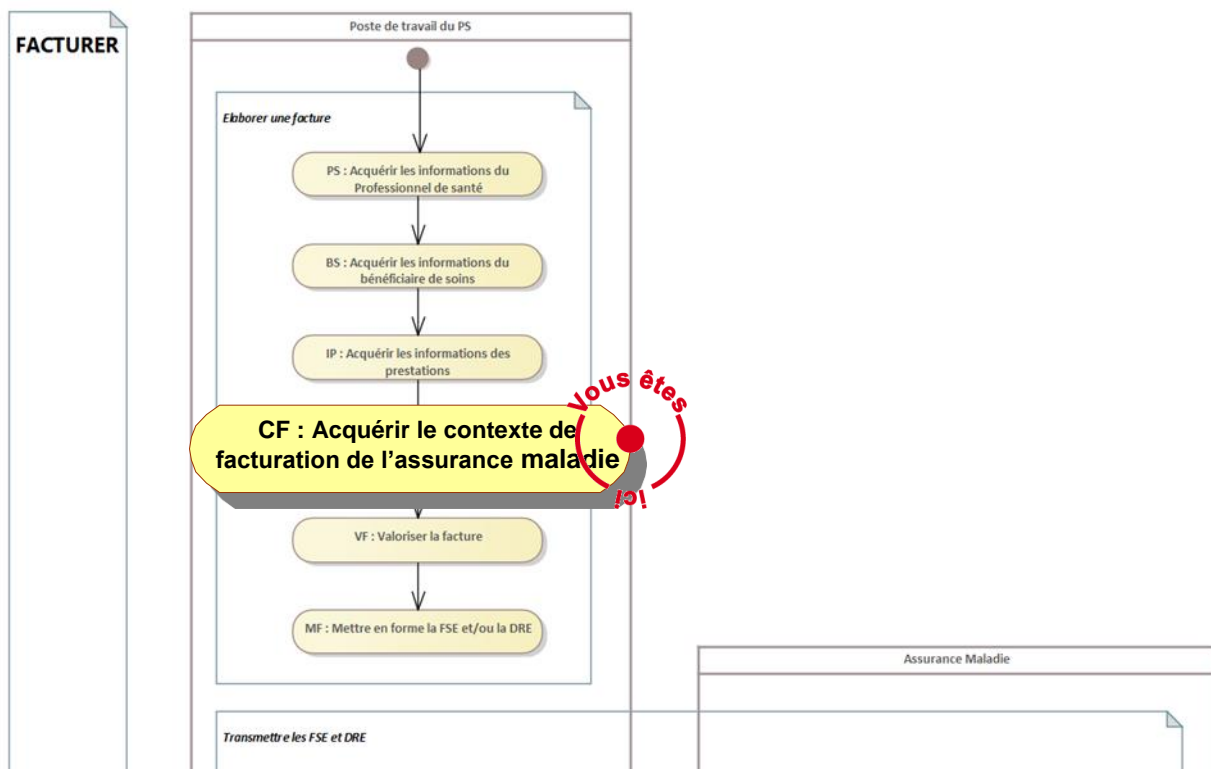 FACTURER
Poste de travail du PS
Elaborer une facture
PS : Acquérir les informations du
Professionnel de santé
BS : Acquérir les informations du
bénéficiaire de soins
IP : Acquérir les informations des
prestations
Vous êtes
ici
CF : Acquérir le contexte de
facturation de l’assurance maladie
VF : Valoriser la facture
MF : Mettre en forme la FSE et/ou la DRE
Assurance Maladie
Transmettre les FSE et DRE